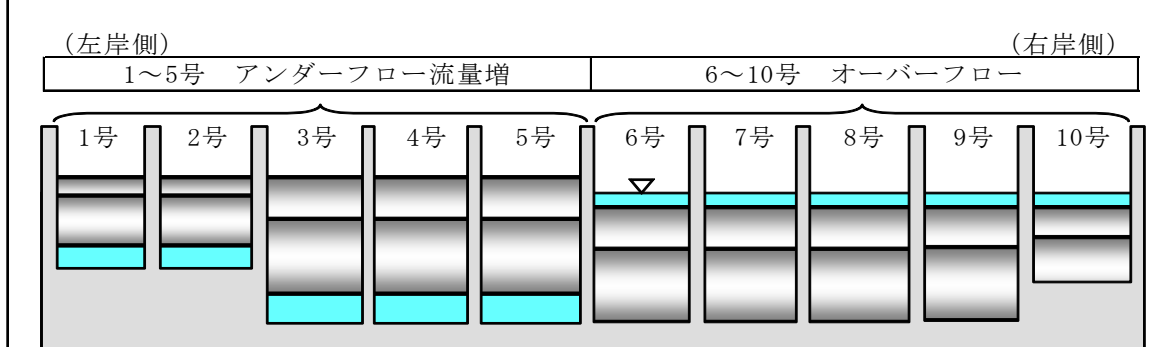 (左岸側) (右岸側)
1～5号 アンダーフロー流量増 6～10号 オーバーフロー
1号 2号 3号 4号 5号 6号 7号 8号 9号 10号